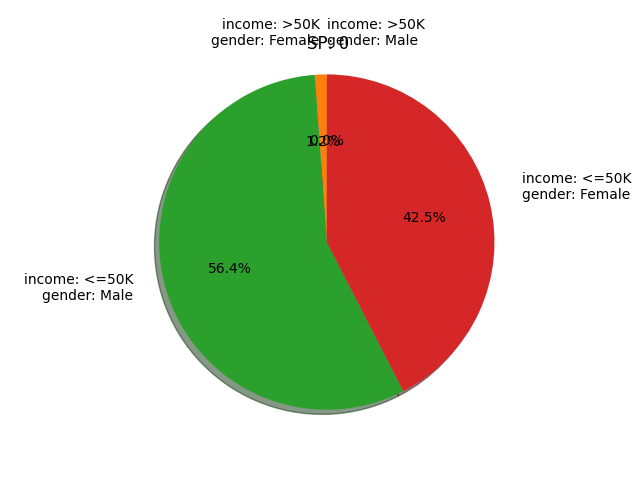 income: >50K
gender: Female
income: >50K
gender: Male
SP: 0
1.2%
0.0%
income: <=50K
gender: Female
42.5%
56.4%
income: <=50K
gender: Male